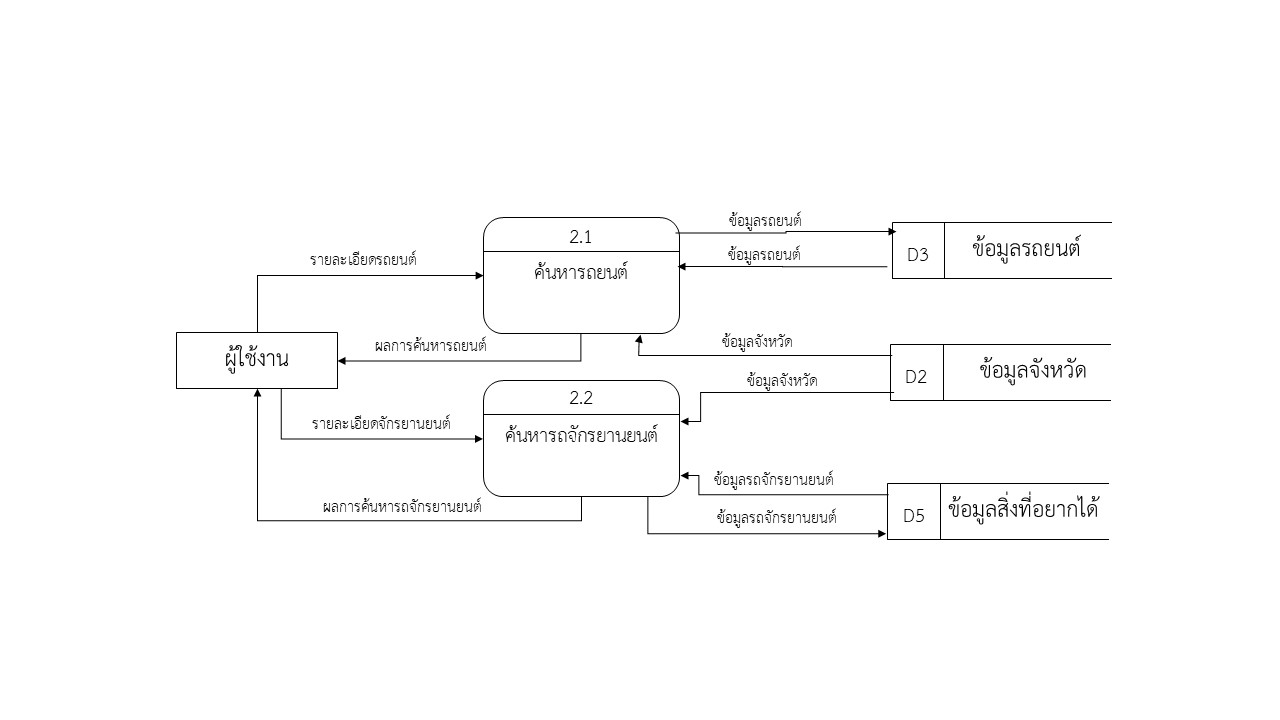 ข้อมูลรถยนต์
2.1
ข้อมูลรถยนต์
D3
ข้อมูลรถยนต์
รายละเอียดรถยนต์
ค้นหารถยนต์
ผลการค้นหารถยนต์
ข้อมูลจังหวัด
ผู้ใช้งาน
D2
ข้อมูลจังหวัด
ข้อมูลจังหวัด
2.2
รายละเอียดจักรยานยนต์
ค้นหารถจักรยานยนต์
ข้อมูลรถจักรยานยนต์
ผลการค้นหารถจักรยานยนต์
ข้อมูลรถจักรยานยนต์
D5
ข้อมูลสิ่งที่อยากได้